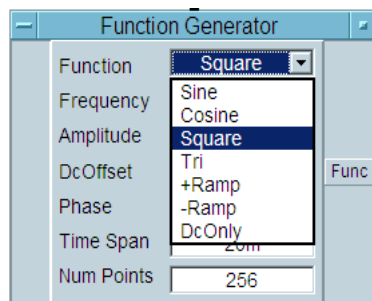 Function Generator
Function Square
Frequency
Sine
Cosine
Amplitude
Square
Tri
DcOffset
Func
+Ramp
Phase
-Ramp
DcOnly
Time Span
Num Points 256